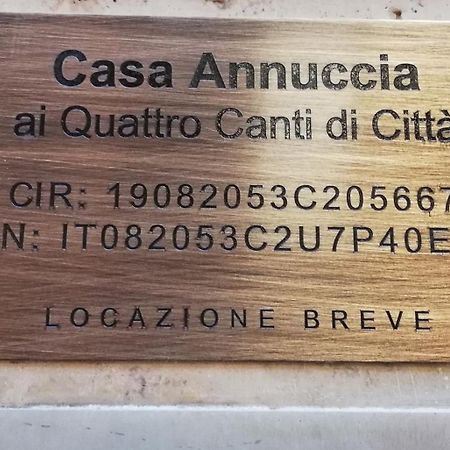 Casa Annuccia
ai Quattro Canti di Città
CIR: 19082053C205667
N: IT082053C2U7P40E
LOCAZIONE BREVE